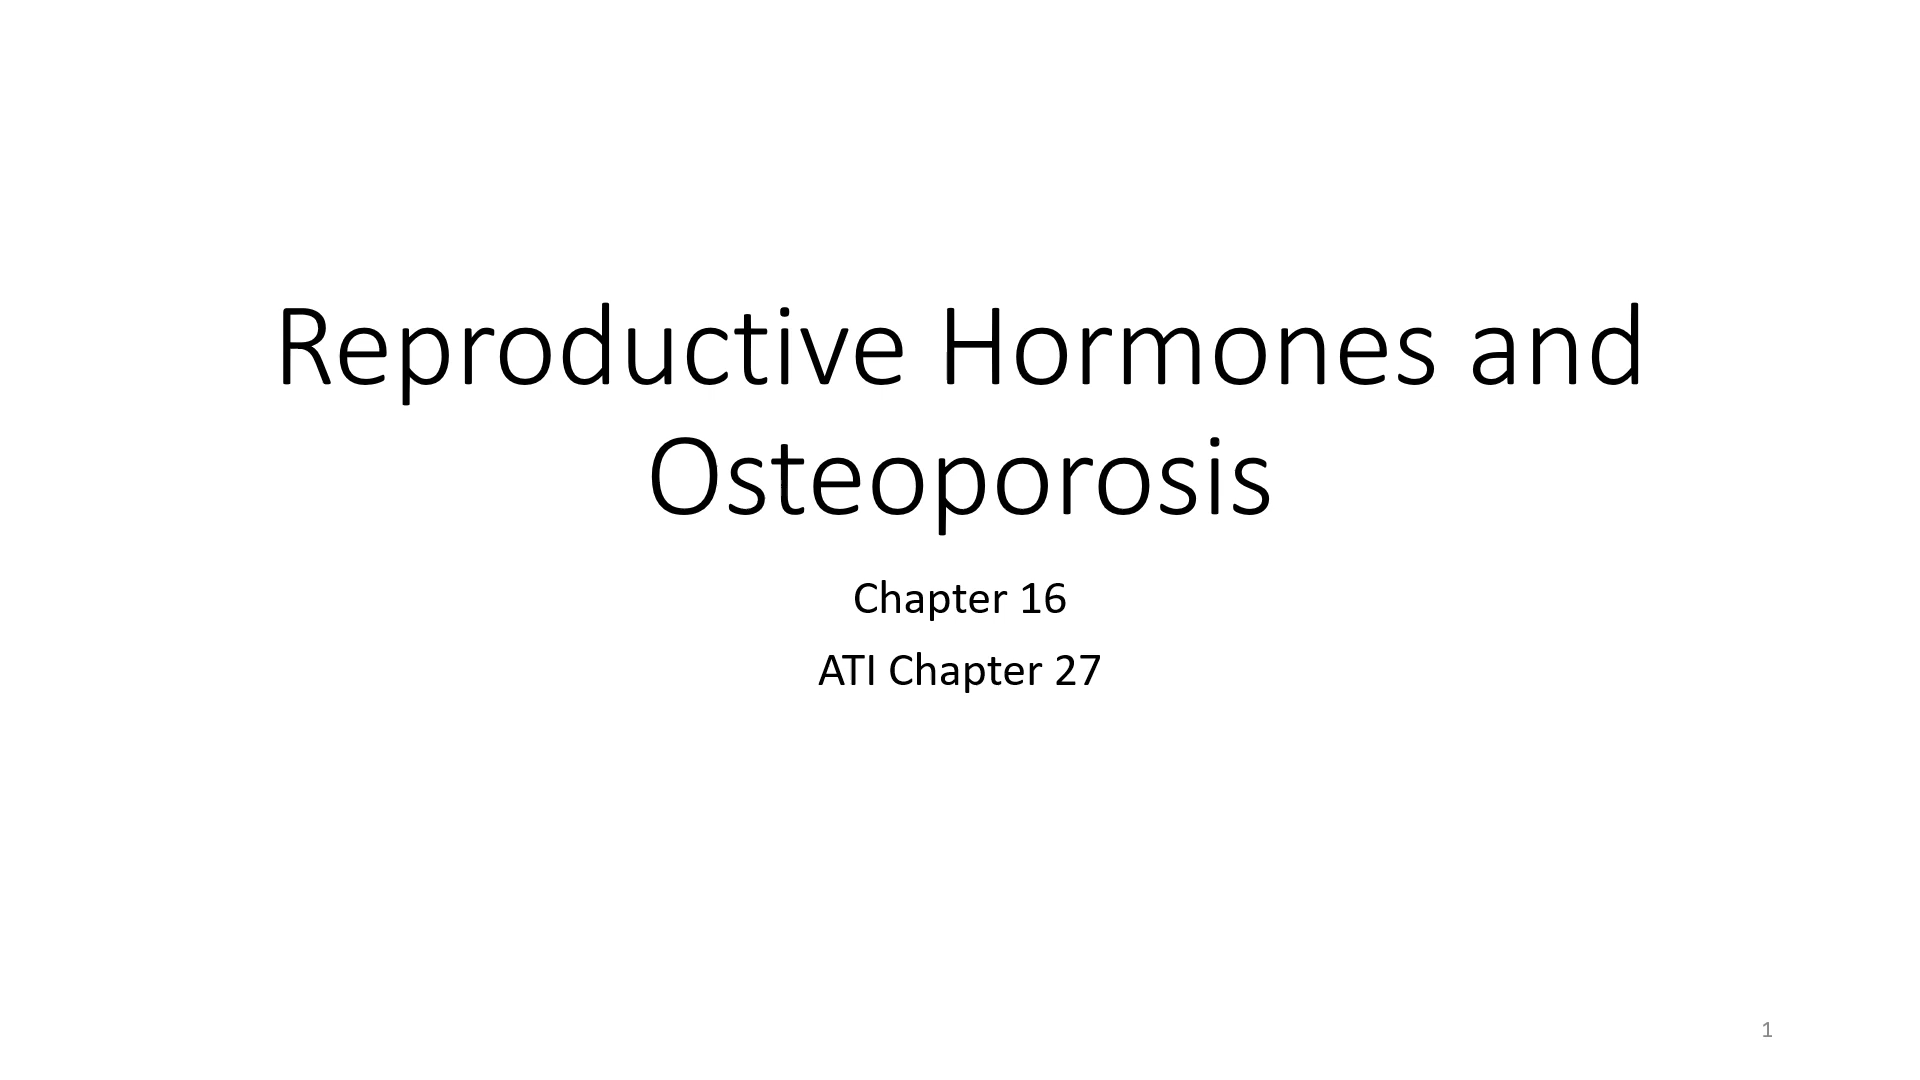 Reproductive Hormones and
Osteoporosis
Chapter 16
ATI Chapter 27
1